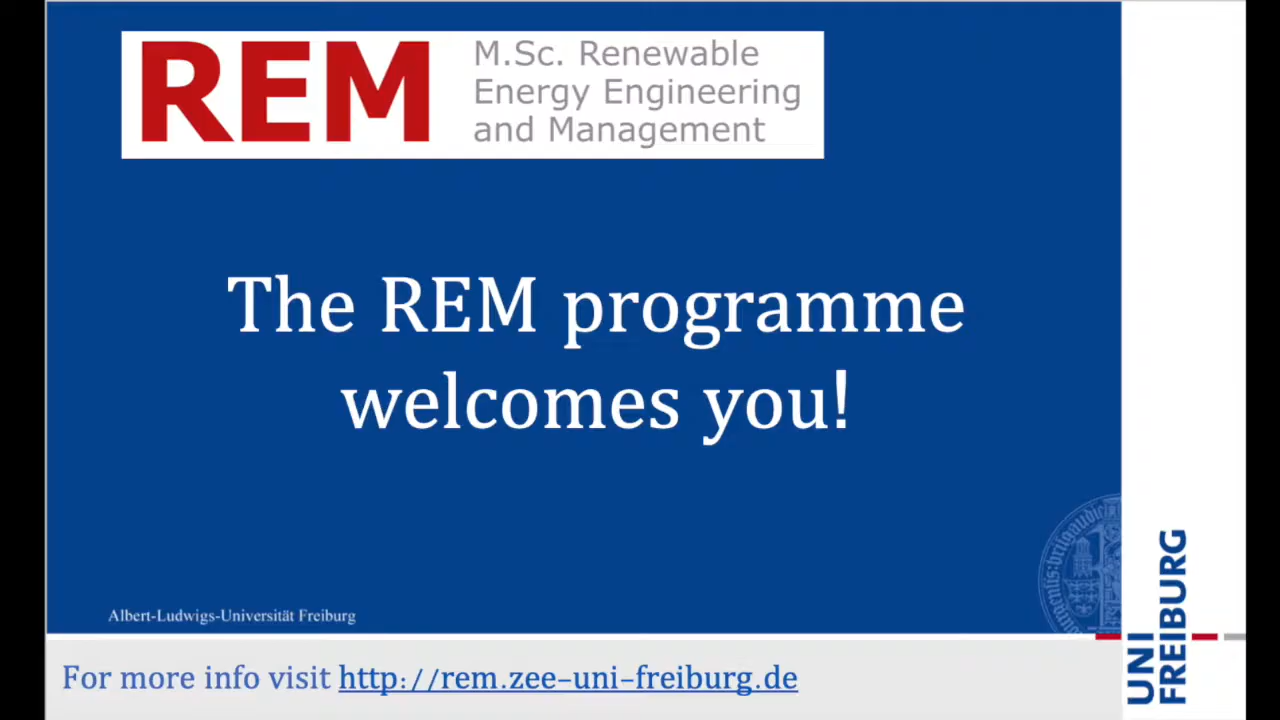 REM
M.Sc. Renewable
Energy Engineering
and Management
The REM programme
welcomes you!
Albert-Ludwigs-Universität Freiburg
For more info visit http://rem.zee-uni-freiburg.de
UNI
FREIBURG